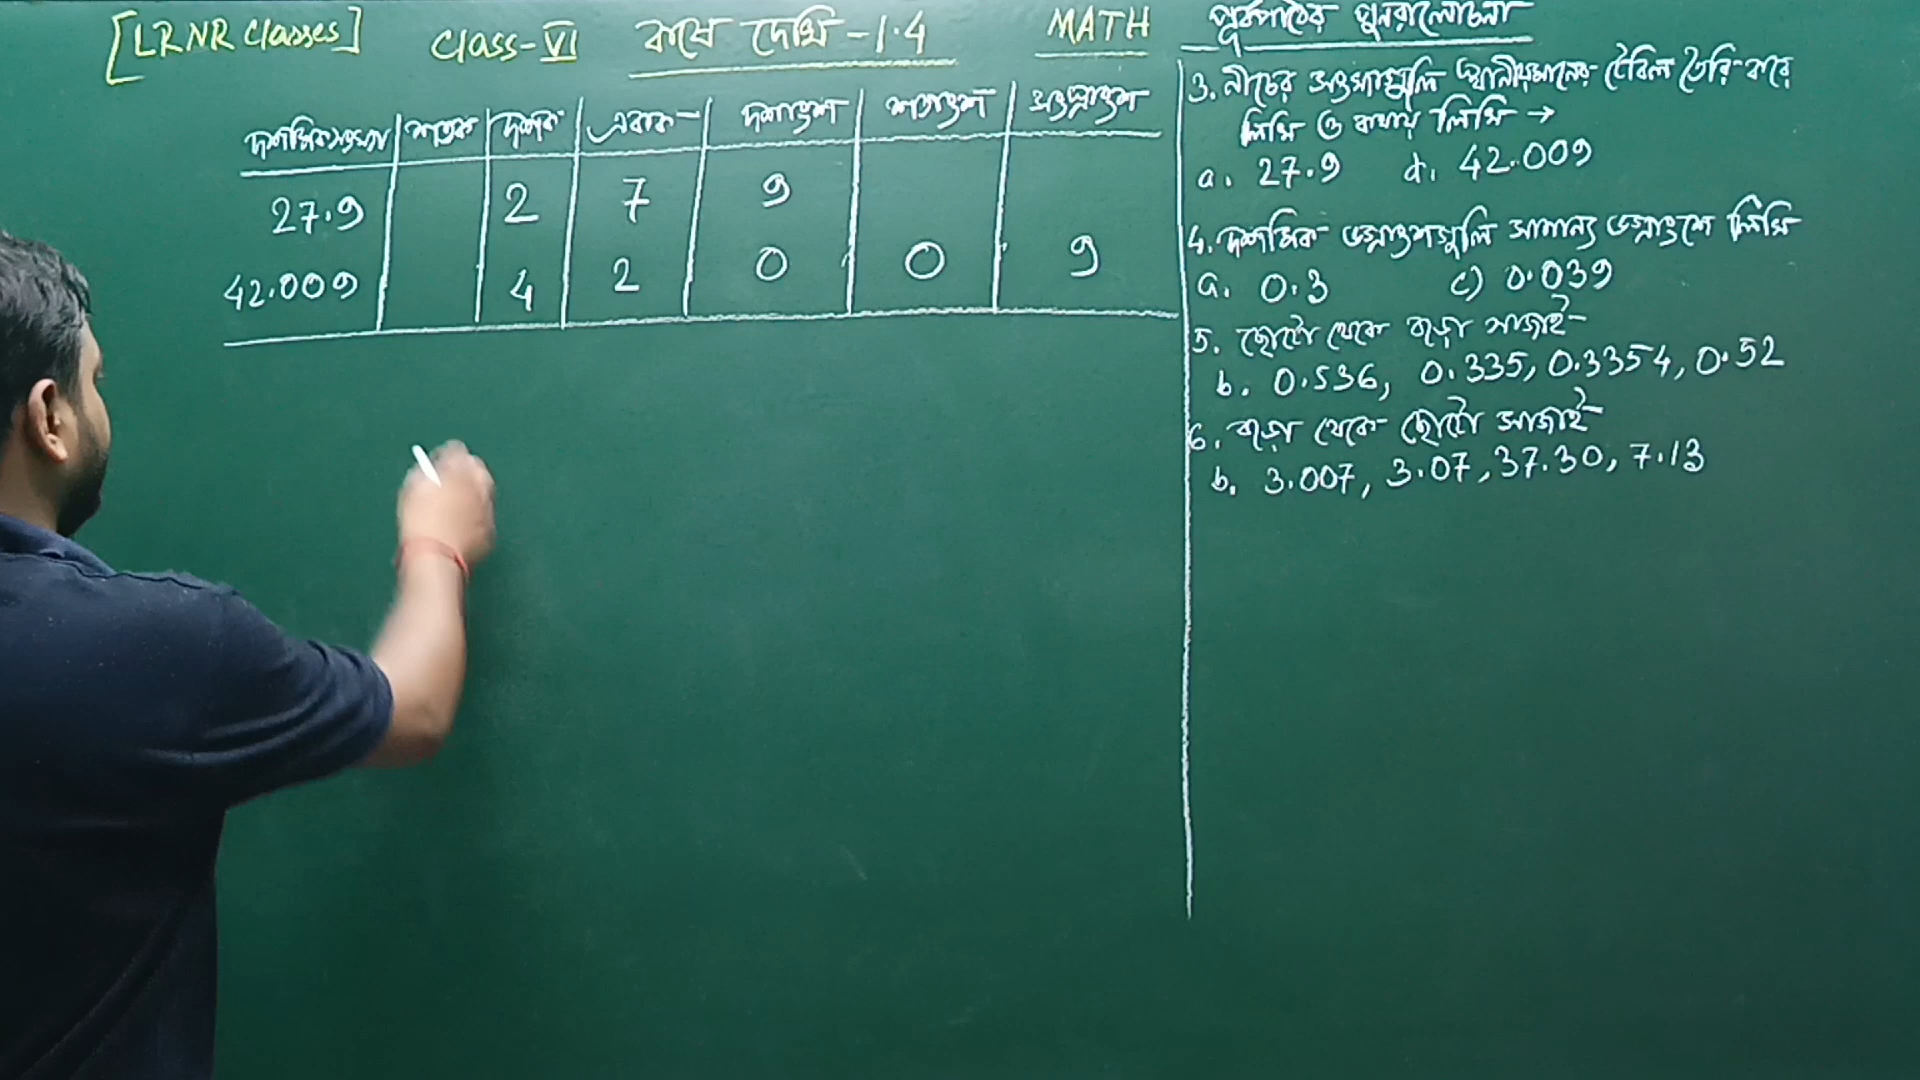 [LRNR Classes] Class-VI কষে দেখি-1.4 MATH
দশমিক সংখ্যা শতক দশক একক দশাংশ শতাংশ সহস্রাংশ
27.9 2 7 9
42.009 4 2 0 0 9
পূর্বপাঠের পুনরালোচনা
3. নীচের সংখ্যাগুলি স্থানীয়মানের টেবিল তৈরি করে
লিখি ও কথায় লিখি →
a. 27.9 d. 42.009
4. দশমিক ভগ্নাংশগুলি সামান্য ভগ্নাংশে লিখি
a. 0.3 c) 0.039
5. ছোটো থেকে বড়ো সাজাই-
b. 0.536, 0.335, 0.3354, 0.52
6. বড়ো থেকে ছোটো সাজাই-
b. 3.007, 3.07, 37.30, 7.13